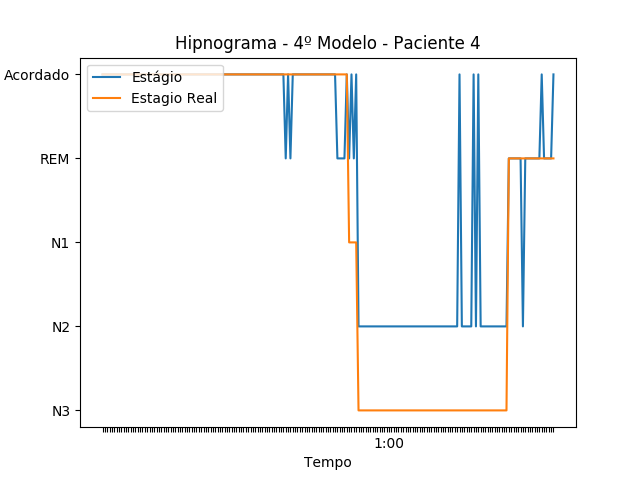 Hipnograma - 4º Modelo - Paciente 4
Acordado
REM
N1
N2
N3
Estágio
Estagio Real
1:00
Tempo